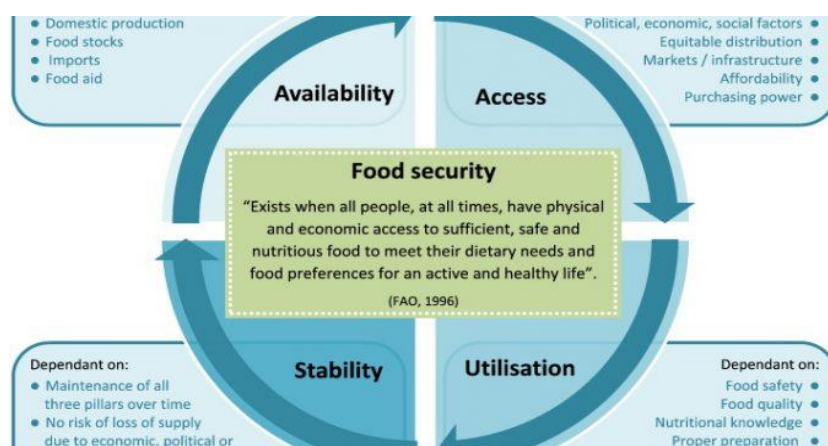 ● Domestic production
● Food stocks
● Imports
● Food aid
Political, economic, social factors ●
Equitable distribution ●
Markets / infrastructure ●
Affordability ●
Purchasing power ●
Availability
Access
Food security
“Exists when all people, at all times, have physical
and economic access to sufficient, safe and
nutritious food to meet their dietary needs and
food preferences for an active and healthy life”.
(FAO, 1996)
Stability
Utilisation
Dependant on:
● Maintenance of all
three pillars over time
● No risk of loss of supply
due to economic, political or
Dependant on:
Food safety ●
Food quality ●
Nutritional knowledge ●
Proper preparation ●